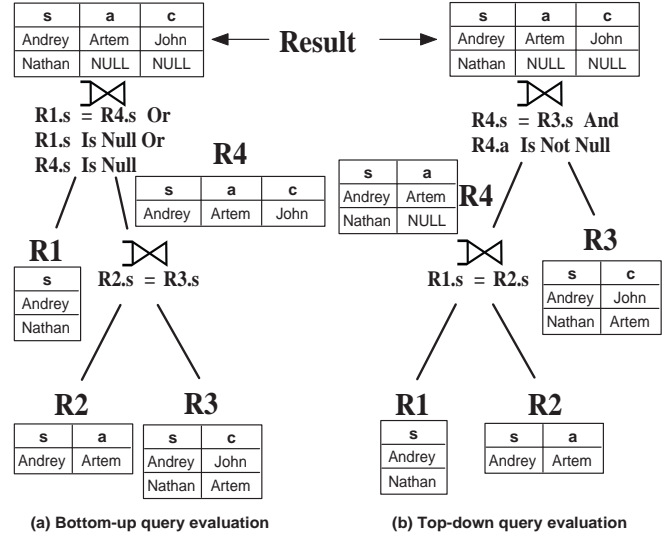 s a c
Andrey Artem John
Nathan NULL NULL
Result
s a c
Andrey Artem John
Nathan NULL NULL
R1.s = R4.s Or
R1.s Is Null Or
R4.s Is Null
R4.s = R3.s And
R4.a Is Not Null
R4
s a c
Andrey Artem John
s a
Andrey Artem
Nathan NULL
R4
R1
s
Andrey
Nathan
R2.s = R3.s
R1.s = R2.s
R3
s c
Andrey John
Nathan Artem
R2
s a
Andrey Artem
R3
s c
Andrey John
Nathan Artem
R1
s
Andrey
Nathan
R2
s a
Andrey Artem
(a) Bottom-up query evaluation
(b) Top-down query evaluation